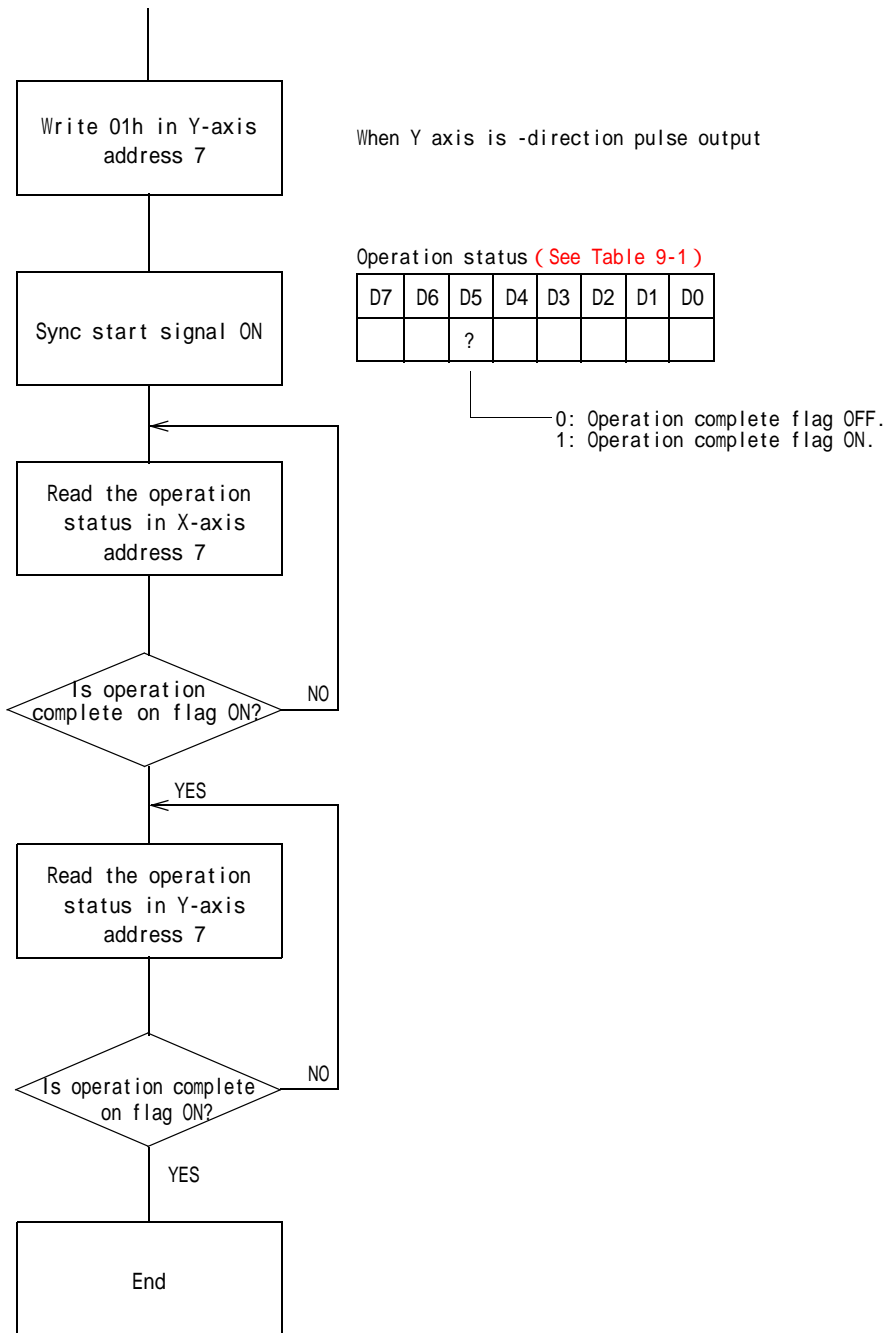 Write 01h in Y-axis
address 7
When Y axis is -direction pulse output
Sync start signal ON
Operation status (See Table 9-1)
D7 D6 D5 D4 D3 D2 D1 D0
?
0: Operation complete flag OFF.
1: Operation complete flag ON.
Read the operation
status in X-axis
address 7
Is operation
complete on flag ON?
NO
YES
Read the operation
status in Y-axis
address 7
Is operation complete
on flag ON?
NO
YES
End